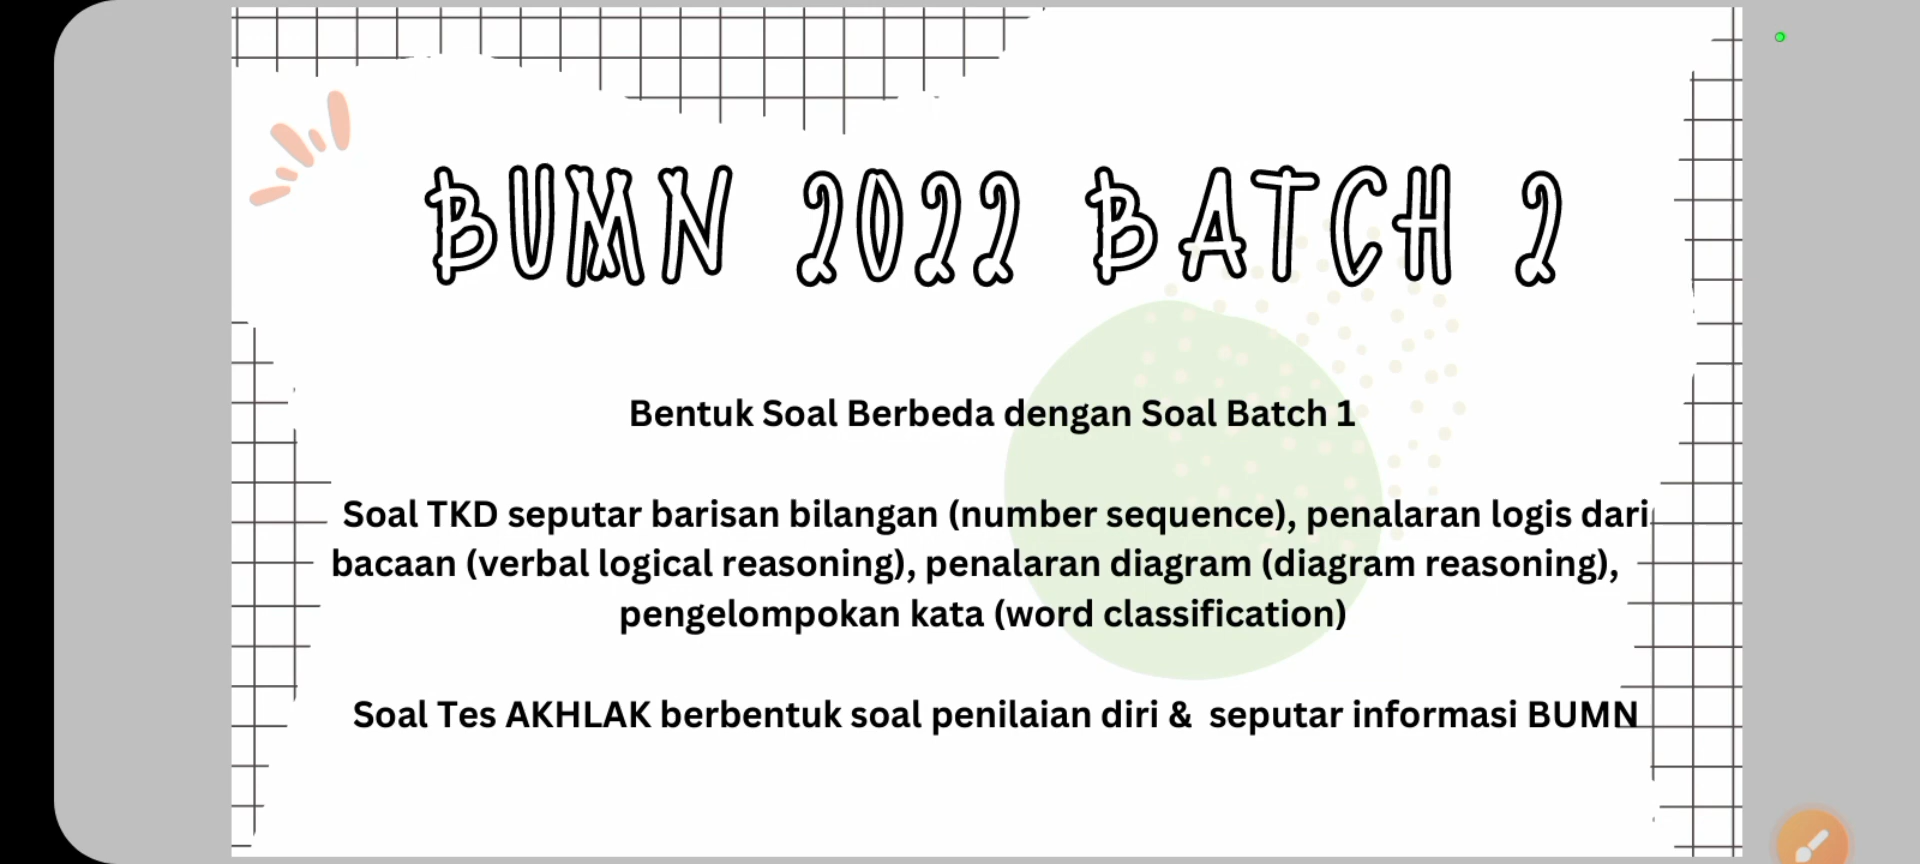 BUMN 2022 BATCH 2
Bentuk Soal Berbeda dengan Soal Batch 1
Soal TKD seputar barisan bilangan (number sequence), penalaran logis dari
bacaan (verbal logical reasoning), penalaran diagram (diagram reasoning),
pengelompokan kata (word classification)
Soal Tes AKHLAK berbentuk soal penilaian diri & seputar informasi BUMN